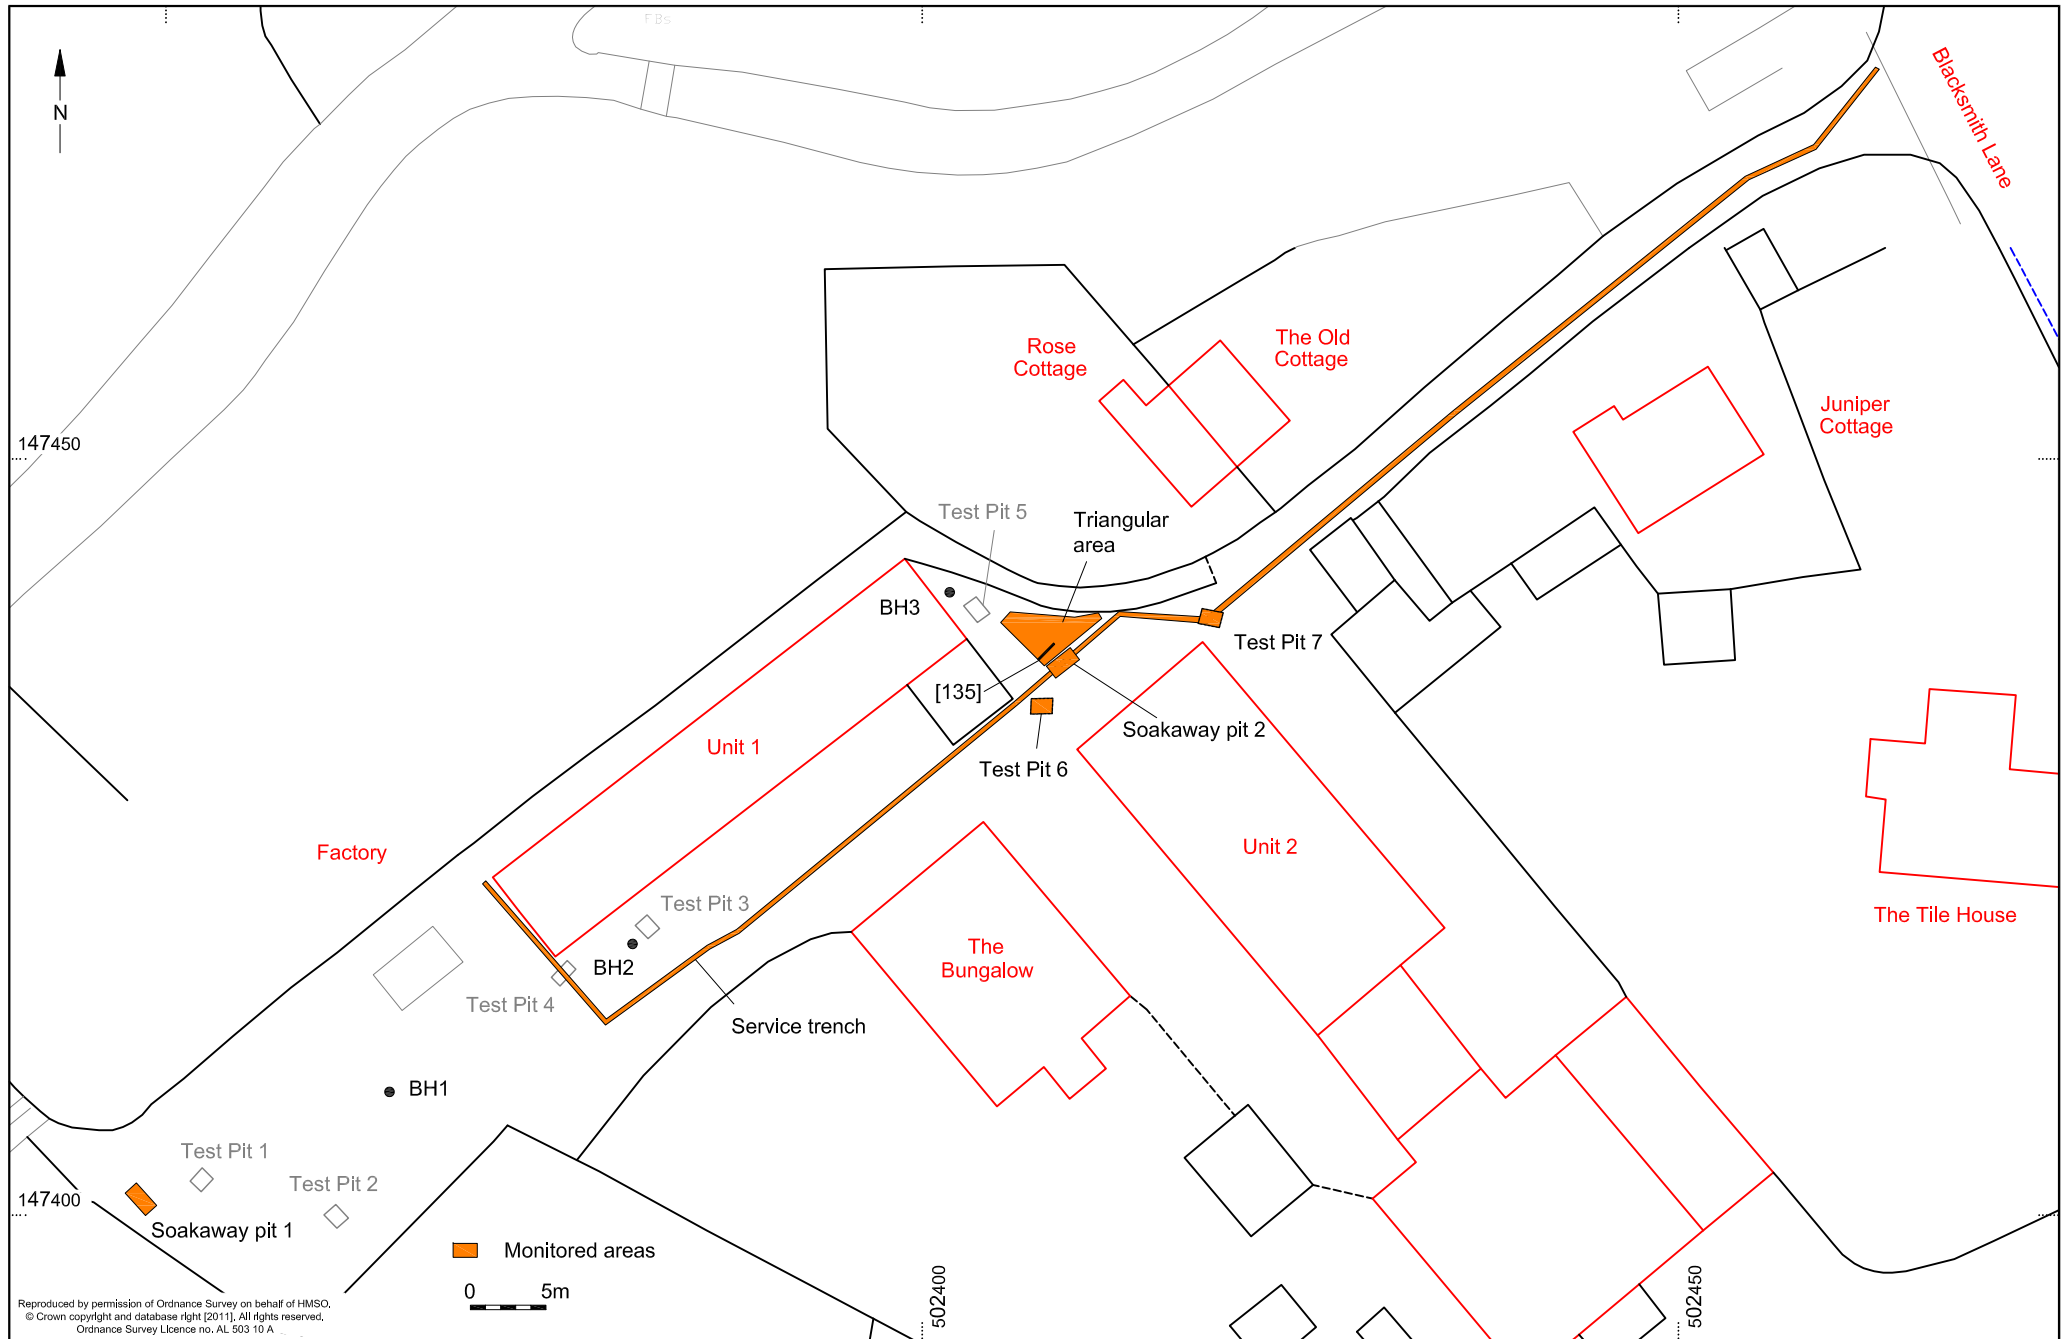 FBs
N
Blacksmith Lane
The Old
Cottage
Rose
Cottage
Juniper
Cottage
147450
Test Pit 5
Triangular
area
BH3
Test Pit 7
[135]
Soakaway pit 2
Unit 1
Test Pit 6
Unit 2
Factory
Test Pit 3
The Tile House
The
Bungalow
BH2
Test Pit 4
Service trench
BH1
Test Pit 1
Test Pit 2
147400
Soakaway pit 1
Monitored areas
0 5m
502400
502450
Reproduced by permission of Ordnance Survey on behalf of HMSO.
© Crown copyright and database right [2011]. All rights reserved.
Ordnance Survey Licence no. AL 503 10 A